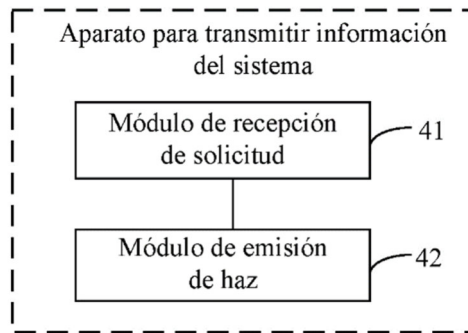 Aparato para transmitir información
del sistema
Módulo de recepción
de solicitud
41
Módulo de emisión
de haz
42